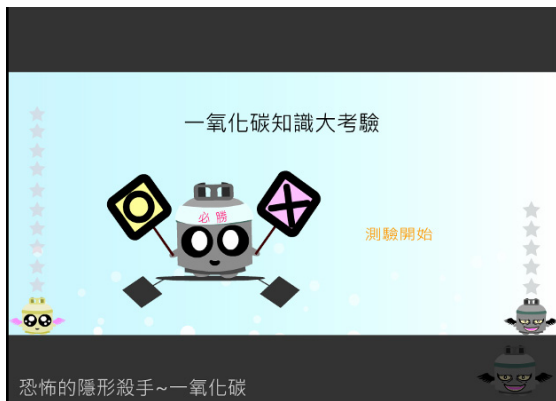 一氧化碳知識大考驗
必勝
測驗開始
恐怖的隱形殺手~一氧化碳